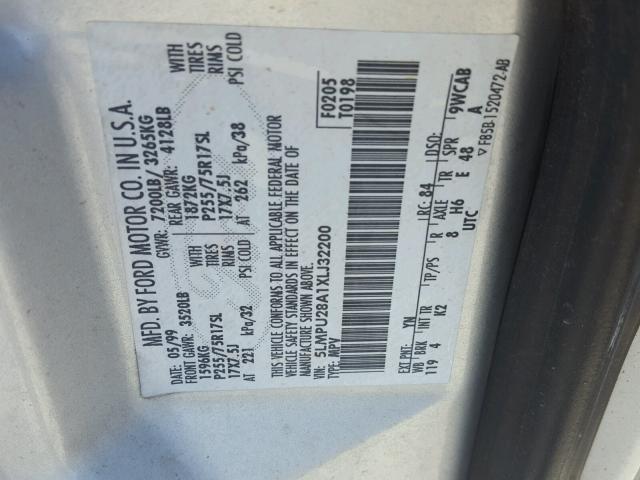 MFD. BY FORD MOTOR CO. IN U.S.A.
DATE: 05/99 GVWR: 7200LB/ 3265KG
FRONT GAWR: 3520LB REAR GAWR: 4128LB
1596KG 1872KG WITH
P255/75R17SL P255/75R17SL TIRES
17X7.5J 17X7.5J RIMS
AT 221 kPa/32 PSI COLD AT 262 kPa/38 PSI COLD
THIS VEHICLE CONFORMS TO ALL APPLICABLE FEDERAL MOTOR
VEHICLE SAFETY STANDARDS IN EFFECT ON THE DATE OF
MANUFACTURE SHOWN ABOVE.
VIN: 5LMPU28A1XLJ32200
TYPE: MPV
F0205
T0198
EXT PNT: YN RC: 84 DSO:
WB BRK INT TR TP/PS R AXLE TR SPR 9WCAB
119 4 K2 8 H6 E 48 A
UTC
F85B-1520472-AB